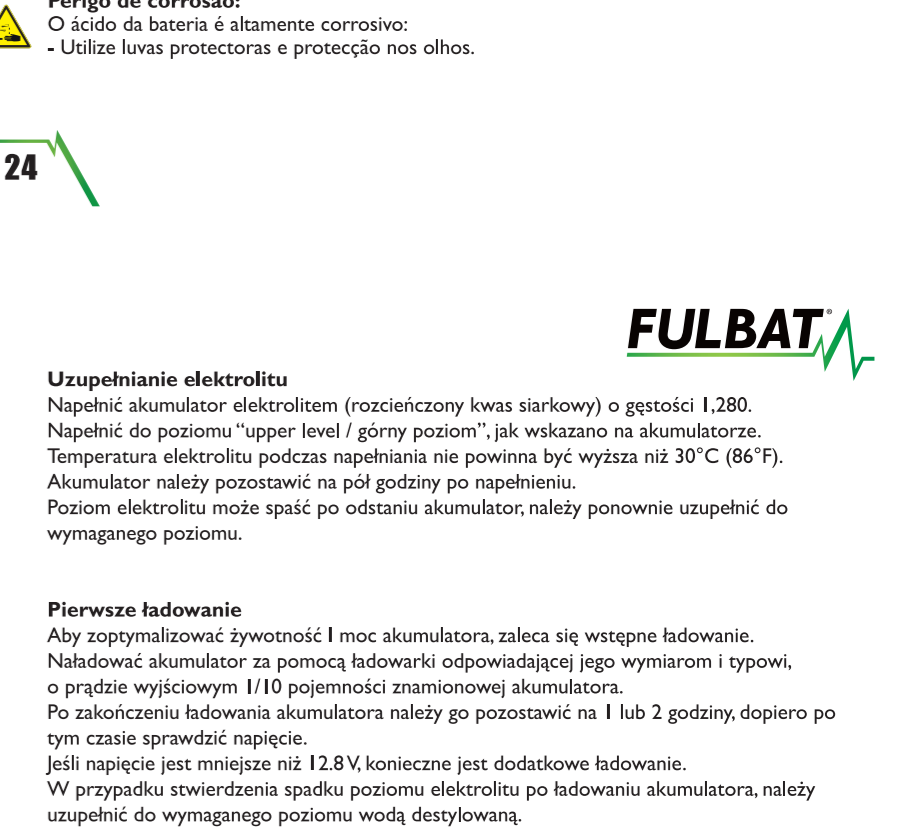 Perigo de corrosão:
O ácido da bateria é altamente corrosivo:
- Utilize luvas protectoras e protecção nos olhos.
24
FULBAT®
Uzupełnianie elektrolitu
Napełnić akumulator elektrolitem (rozcieńczony kwas siarkowy) o gęstości 1,280.
Napełnić do poziomu “upper level / górny poziom”, jak wskazano na akumulatorze.
Temperatura elektrolitu podczas napełniania nie powinna być wyższa niż 30°C (86°F).
Akumulator należy pozostawić na pół godziny po napełnieniu.
Poziom elektrolitu może spaść po odstaniu akumulator, należy ponownie uzupełnić do
wymaganego poziomu.
Pierwsze ładowanie
Aby zoptymalizować żywotność I moc akumulatora, zaleca się wstępne ładowanie.
Naładować akumulator za pomocą ładowarki odpowiadającej jego wymiarom i typowi,
o prądzie wyjściowym 1/10 pojemności znamionowej akumulatora.
Po zakończeniu ładowania akumulatora należy go pozostawić na 1 lub 2 godziny, dopiero po
tym czasie sprawdzić napięcie.
Jeśli napięcie jest mniejsze niż 12.8 V, konieczne jest dodatkowe ładowanie.
W przypadku stwierdzenia spadku poziomu elektrolitu po ładowaniu akumulatora, należy
uzupełnić do wymaganego poziomu wodą destylowaną.